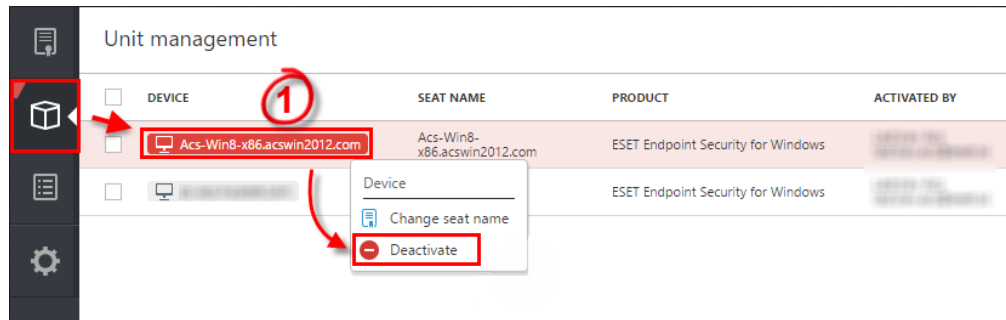 Unit management
DEVICE SEAT NAME PRODUCT ACTIVATED BY
1
Acs-Win8-x86.acswin2012.com Acs-Win8- ESET Endpoint Security for Windows
x86.acswin2012.com
Device ESET Endpoint Security for Windows
Change seat name
Deactivate